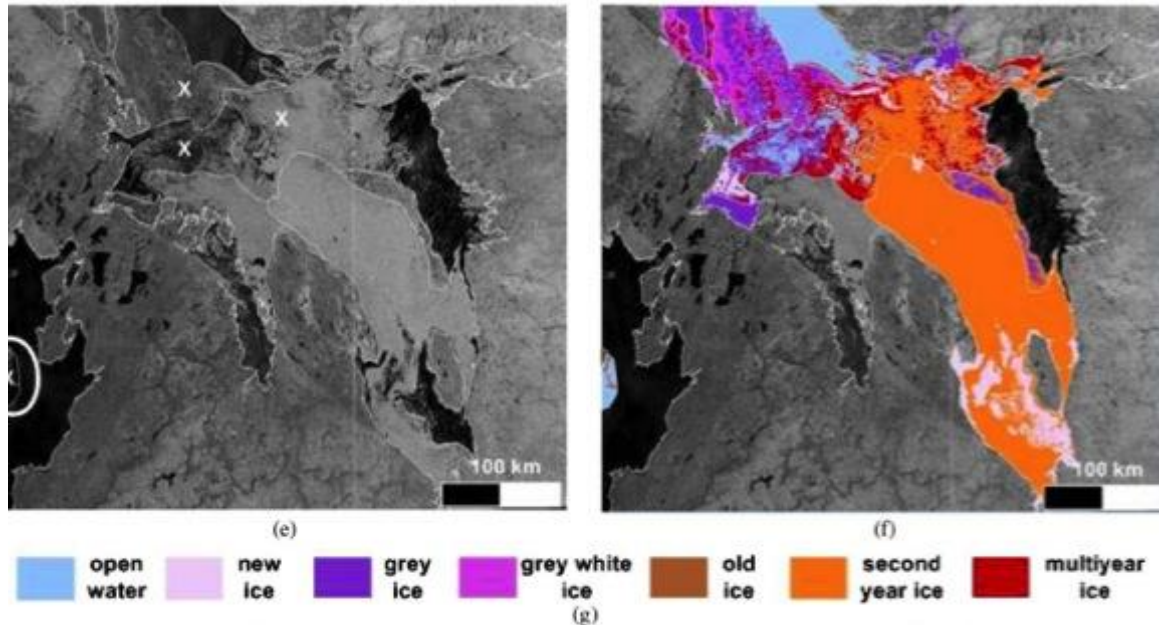 X
X
X
X
100 km
100 km
(e)
(f)
open water
new ice
grey ice
grey white ice
old ice
second year ice
multiyear ice
(g)